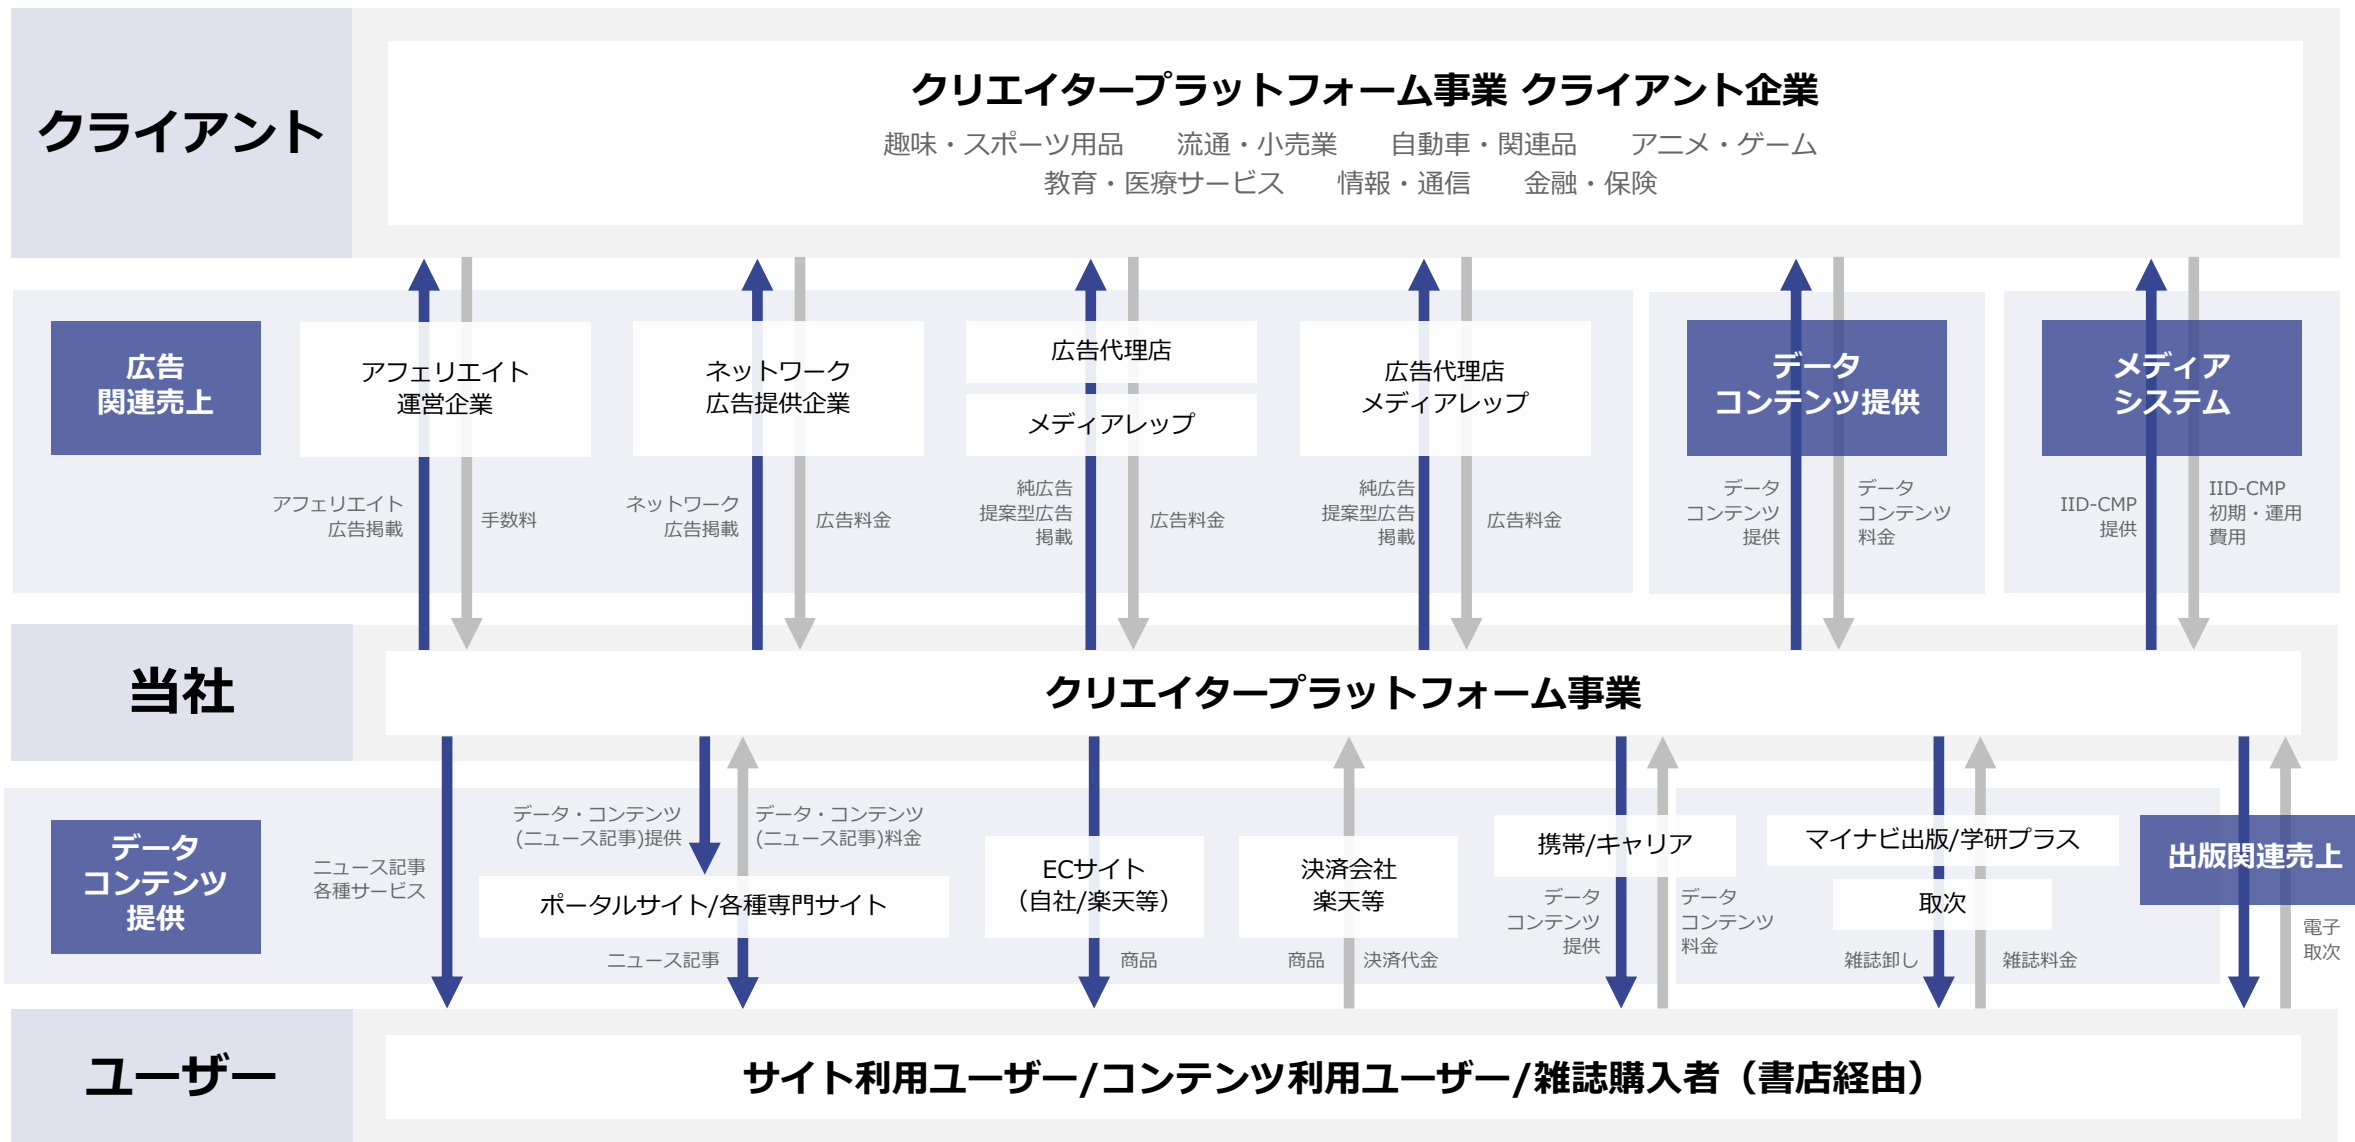 クライアント
クリエイタープラットフォーム事業 クライアント企業
趣味・スポーツ用品　流通・小売業　自動車・関連品　アニメ・ゲーム
教育・医療サービス　情報・通信　金融・保険
広告
関連売上
アフェリエイト
運営企業
ネットワーク
広告提供企業
広告代理店
メディアレップ
広告代理店
メディアレップ
データ
コンテンツ提供
メディア
システム
アフェリエイト
広告掲載
手数料
ネットワーク
広告掲載
広告料金
純広告
提案型広告
掲載
広告料金
純広告
提案型広告
掲載
広告料金
データ
コンテンツ
提供
データ
コンテンツ
料金
IID-CMP
提供
IID-CMP
初期・運用
費用
当社
クリエイタープラットフォーム事業
データ
コンテンツ
提供
ニュース記事
各種サービス
データ・コンテンツ
(ニュース記事)提供
データ・コンテンツ
(ニュース記事)料金
ポータルサイト/各種専門サイト
ニュース記事
ECサイト
（自社/楽天等）
商品
決済会社
楽天等
商品
決済代金
携帯/キャリア
データ
コンテンツ
提供
データ
コンテンツ
料金
マイナビ出版/学研プラス
取次
雑誌卸し
雑誌料金
出版関連売上
電子
取次
ユーザー
サイト利用ユーザー/コンテンツ利用ユーザー/雑誌購入者（書店経由）